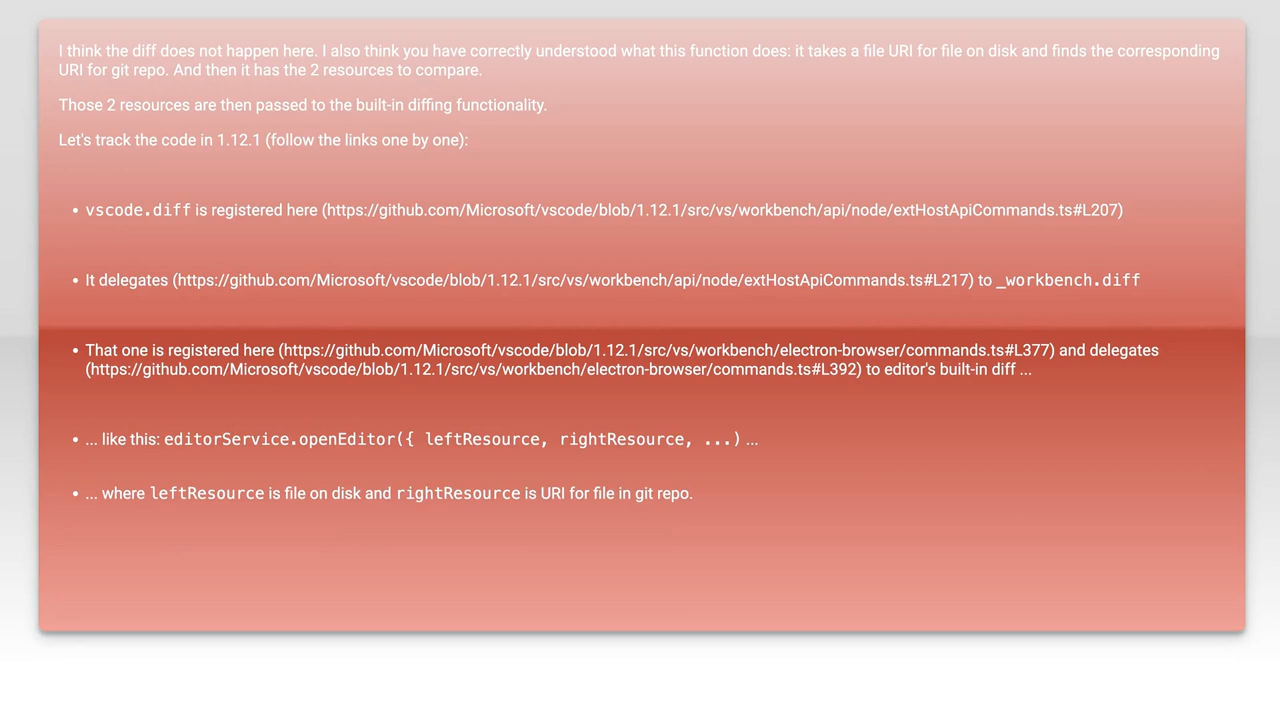 I think the diff does not happen here. I also think you have correctly understood what this function does: it takes a file URI for file on disk and finds the corresponding
URI for git repo. And then it has the 2 resources to compare.
Those 2 resources are then passed to the built-in diffing functionality.
Let's track the code in 1.12.1 (follow the links one by one):
• vscode.diff is registered here (https://github.com/Microsoft/vscode/blob/1.12.1/src/vs/workbench/api/node/extHostApiCommands.ts#L207)
• It delegates (https://github.com/Microsoft/vscode/blob/1.12.1/src/vs/workbench/api/node/extHostApiCommands.ts#L217) to _workbench.diff
• That one is registered here (https://github.com/Microsoft/vscode/blob/1.12.1/src/vs/workbench/electron-browser/commands.ts#L377) and delegates
(https://github.com/Microsoft/vscode/blob/1.12.1/src/vs/workbench/electron-browser/commands.ts#L392) to editor's built-in diff ...
• ... like this: editorService.openEditor({ leftResource, rightResource, ...) ...
• ... where leftResource is file on disk and rightResource is URI for file in git repo.